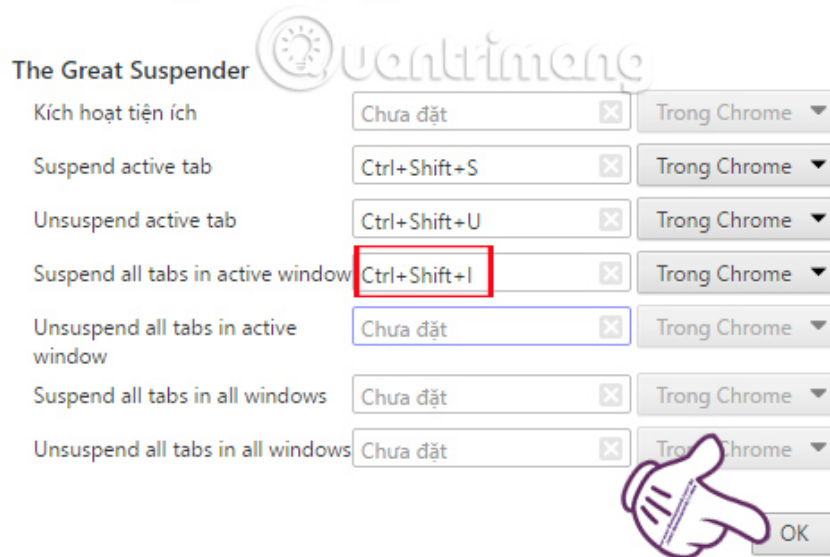 Quantrimang
The Great Suspender
Kích hoạt tiện ích Chưa đặt Trong Chrome
Suspend active tab Ctrl+Shift+S Trong Chrome
Unsuspend active tab Ctrl+Shift+U Trong Chrome
Suspend all tabs in active window Ctrl+Shift+I Trong Chrome
Unsuspend all tabs in active Chưa đặt Trong Chrome
window
Suspend all tabs in all windows Chưa đặt Trong Chrome
Unsuspend all tabs in all windows Chưa đặt Trong Chrome
OK